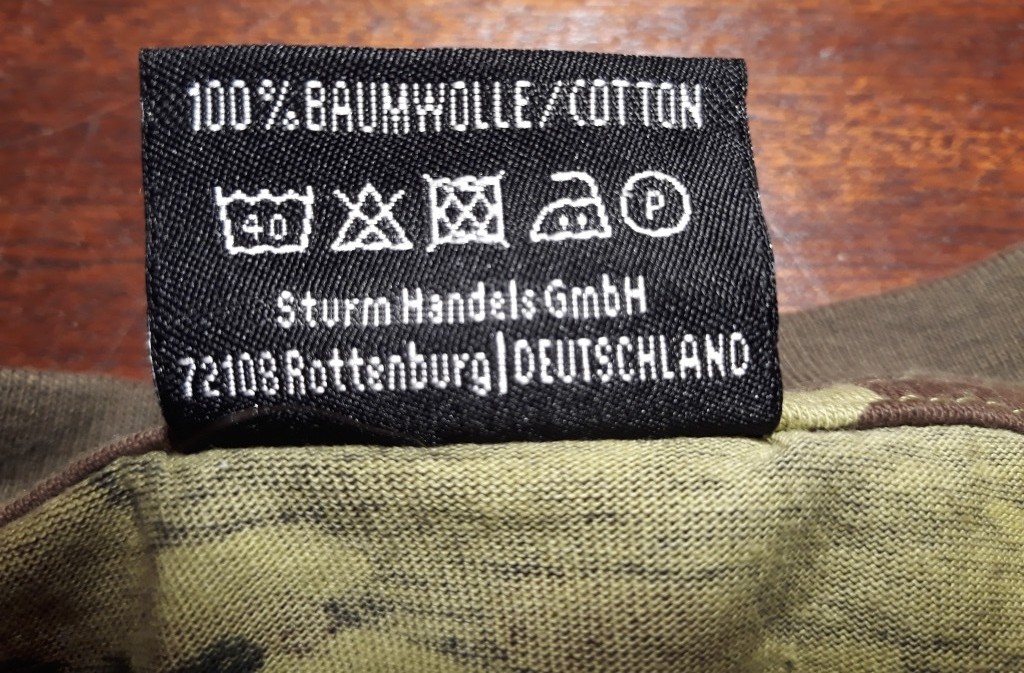 100%BAUMWOLLE/COTTON
40 P
Sturm Handels GmbH
72108 Rottenburg|DEUTSCHLAND